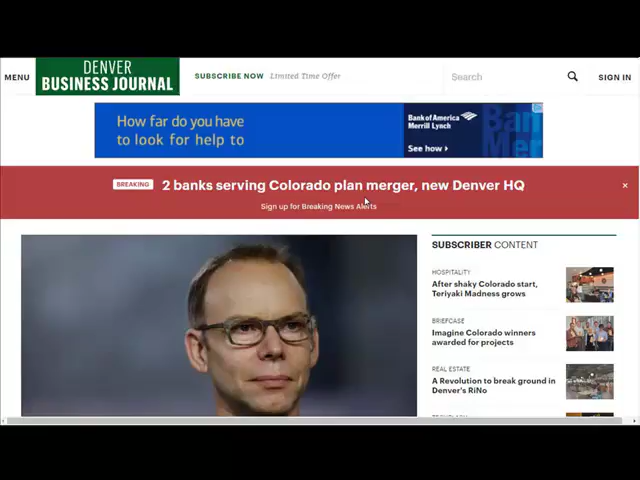 MENU
DENVER
BUSINESS JOURNAL
SUBSCRIBE NOW Limited Time Offer
Search
SIGN IN
How far do you have
to look for help to
Bank of America
Merrill Lynch
See how
Ban
Mer
BREAKING 2 banks serving Colorado plan merger, new Denver HQ ×
Sign up for Breaking News Alerts
SUBSCRIBER CONTENT
HOSPITALITY
After shaky Colorado start,
Teriyaki Madness grows
BRIEFCASE
Imagine Colorado winners
awarded for projects
REAL ESTATE
A Revolution to break ground in
Denver's RiNo